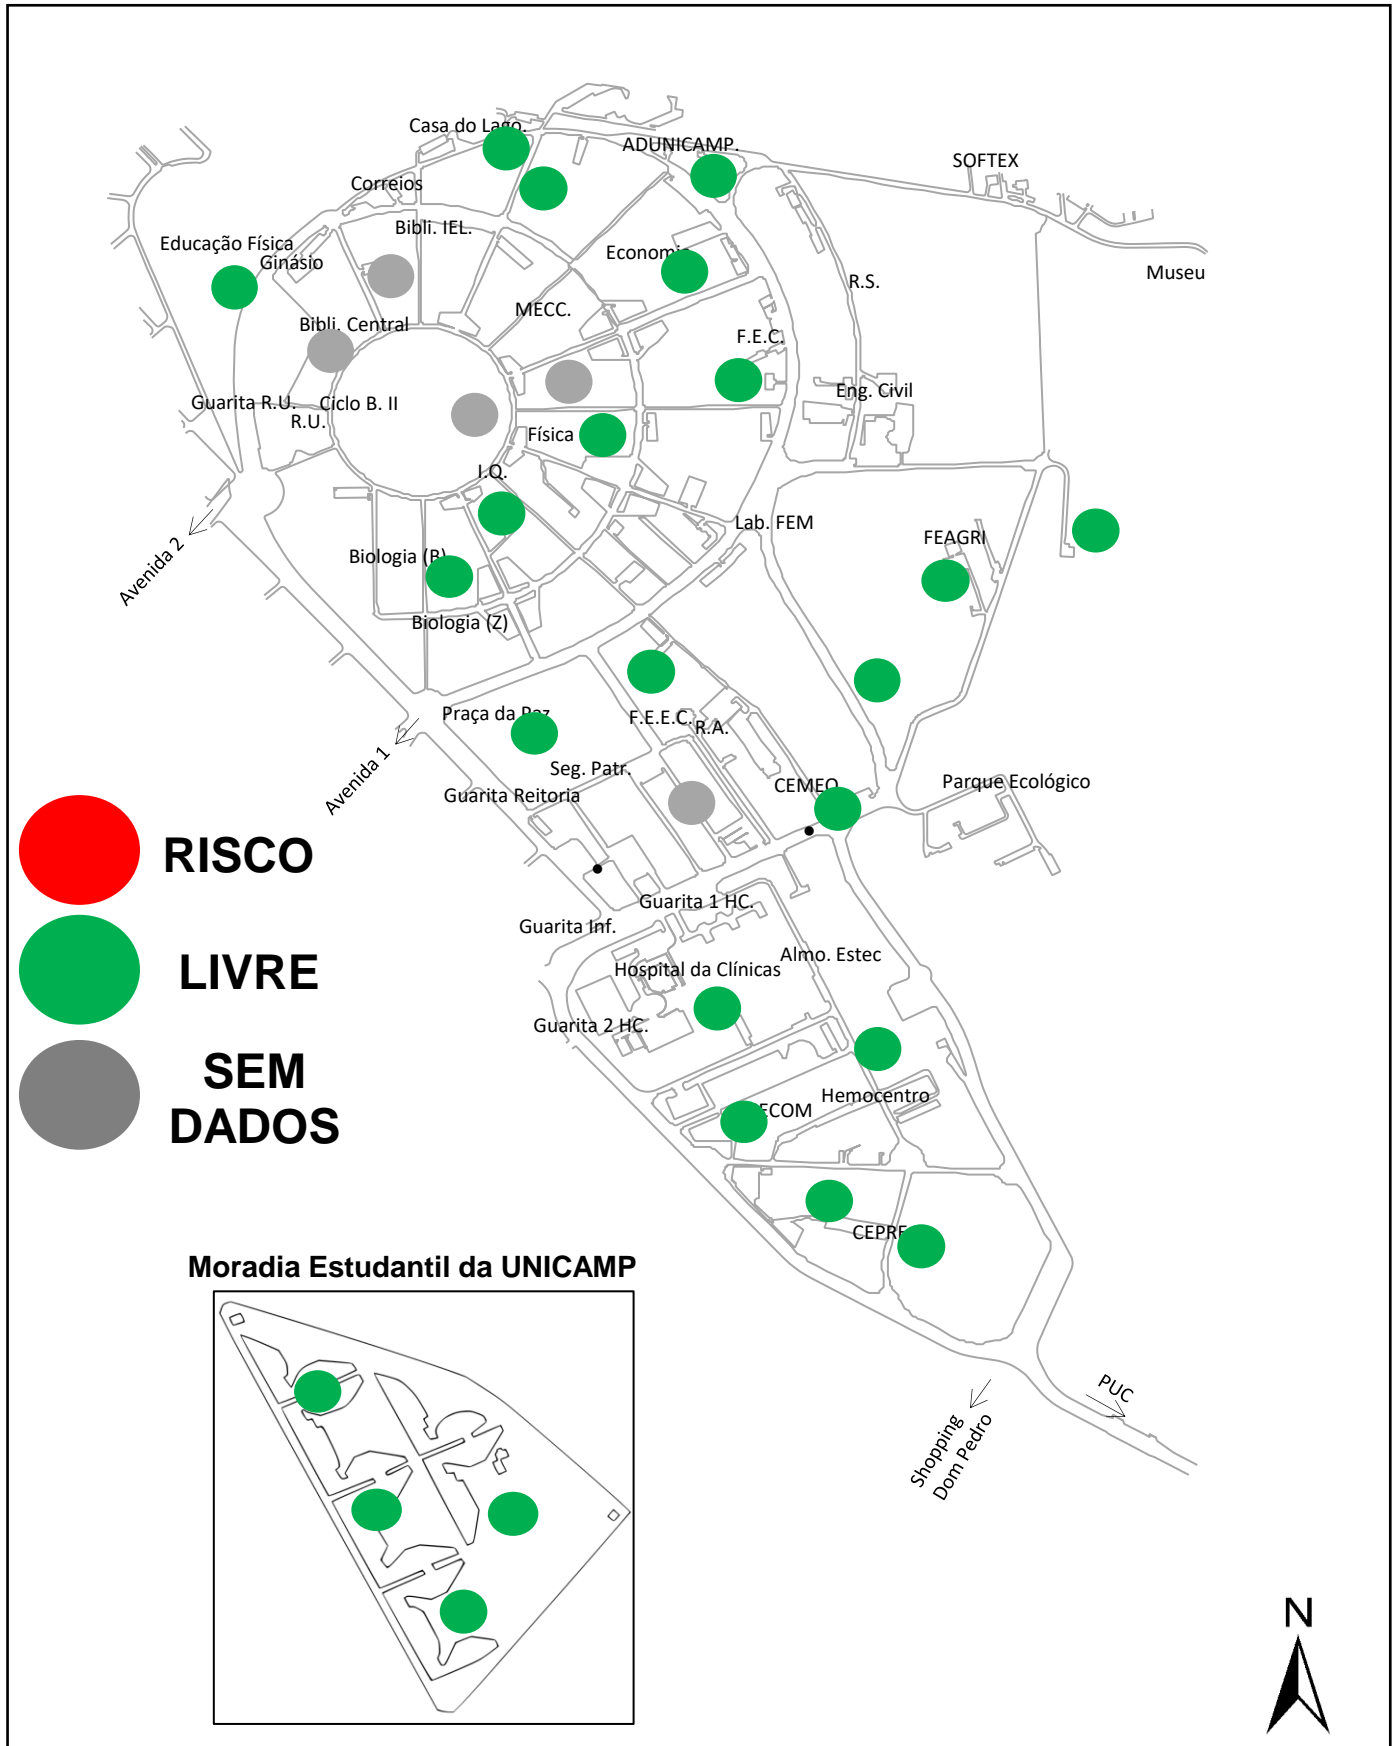 Casa do Lago.
ADUNICAMP.
SOFTEX
Correios
Bibli. IEL.
Educação Física
Ginásio
Economia
Museu
R.S.
MECC.
Bibli. Central
F.E.C.
Eng. Civil
Guarita R.U.
Ciclo B. II
R.U.
Física
I.Q.
Lab. FEM
FEAGRI
Avenida 2
Biologia (B)
Biologia (Z)
Praça da Paz
F.E.E.C.
R.A.
Avenida 1
Seg. Patr.
Guarita Reitoria
CEMEQ
Parque Ecológico
RISCO
Guarita 1 HC.
Guarita Inf.
Almo. Estec
LIVRE
Hospital da Clínicas
Guarita 2 HC.
SEM
DADOS
Hemocentro
ECOM
CEPRE
Moradia Estudantil da UNICAMP
PUC
Shopping
Dom Pedro
N